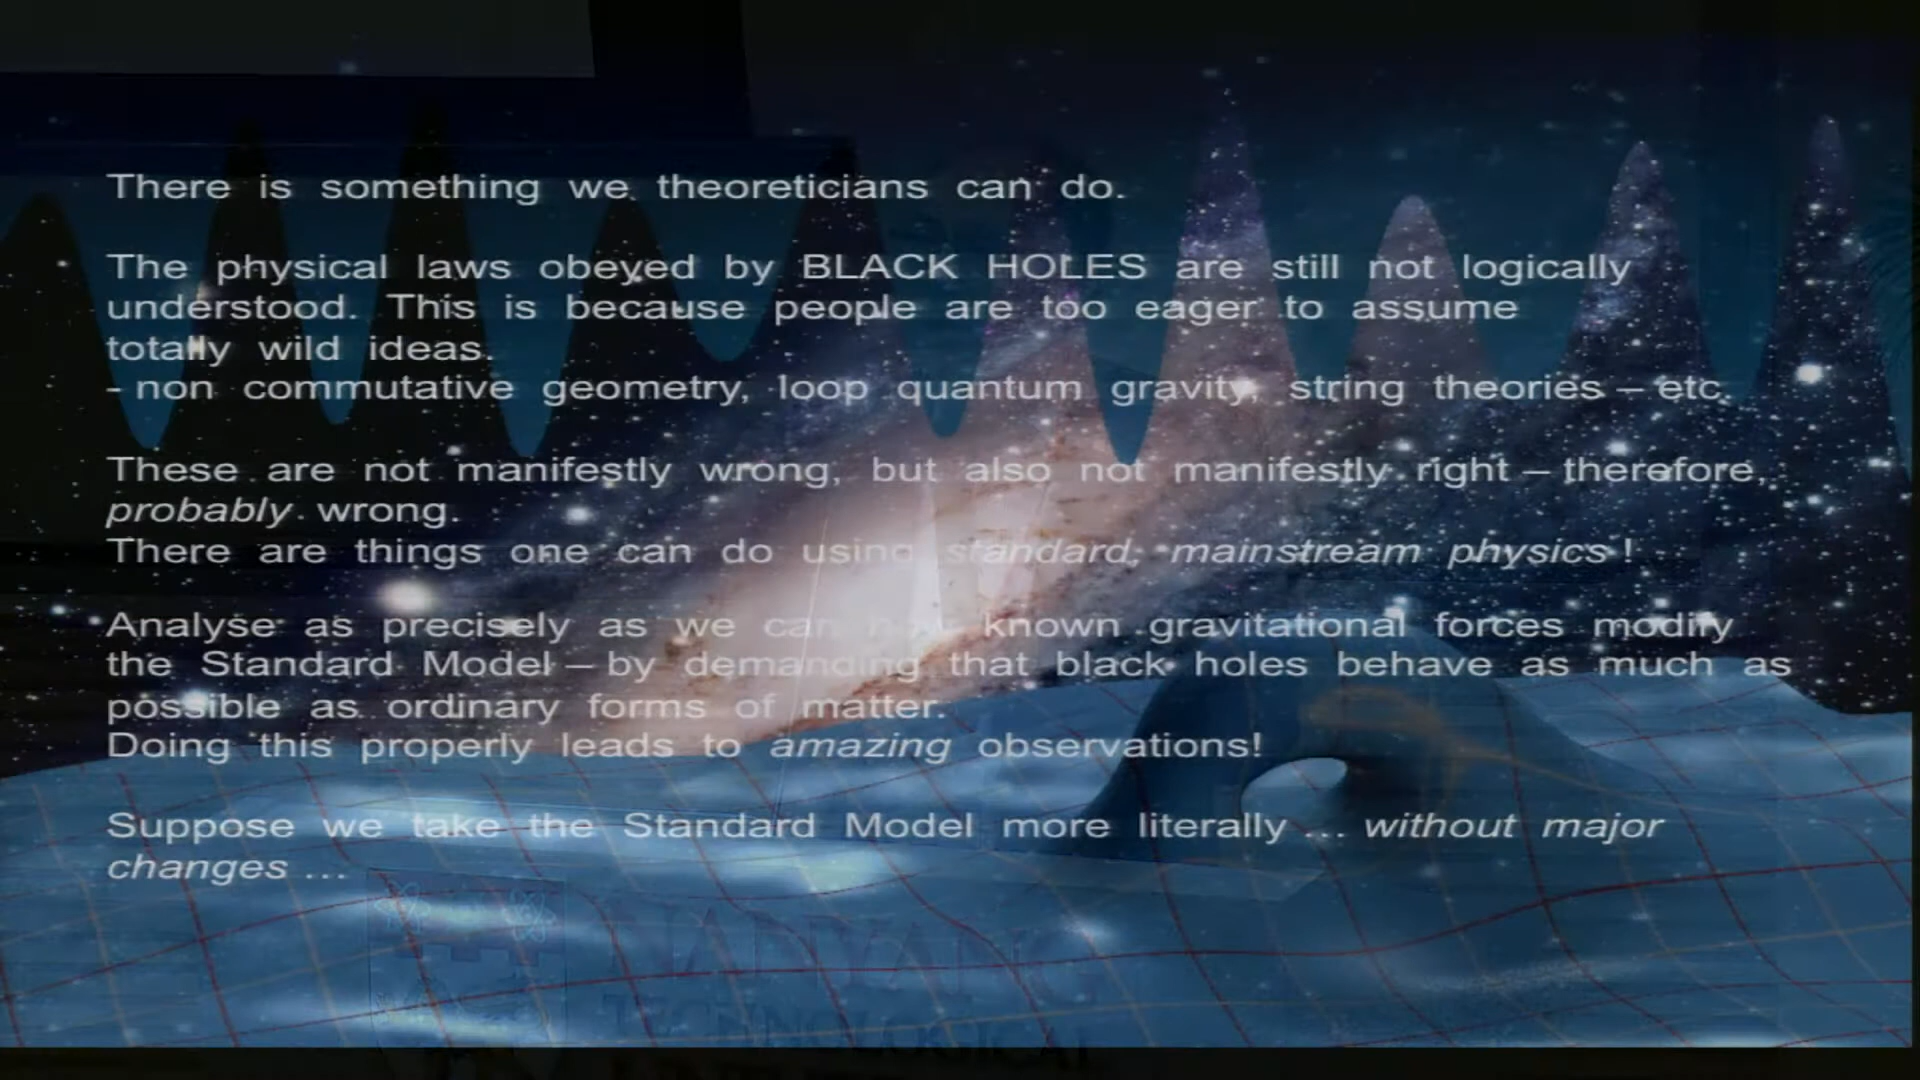 There is something we theoreticians can do.
The physical laws obeyed by BLACK HOLES are still not logically
understood. This is because people are too eager to assume
totally wild ideas.
- non commutative geometry, loop quantum gravity, string theories – etc.
These are not manifestly wrong, but also not manifestly right – therefore,
probably wrong.
There are things one can do using standard, mainstream physics !
Analyse as precisely as we can how known gravitational forces modify
the Standard Model – by demanding that black holes behave as much as
possible as ordinary forms of matter.
Doing this properly leads to amazing observations!
Suppose we take the Standard Model more literally ... without major
changes ...
NANYANG
TECHNOLOGICAL